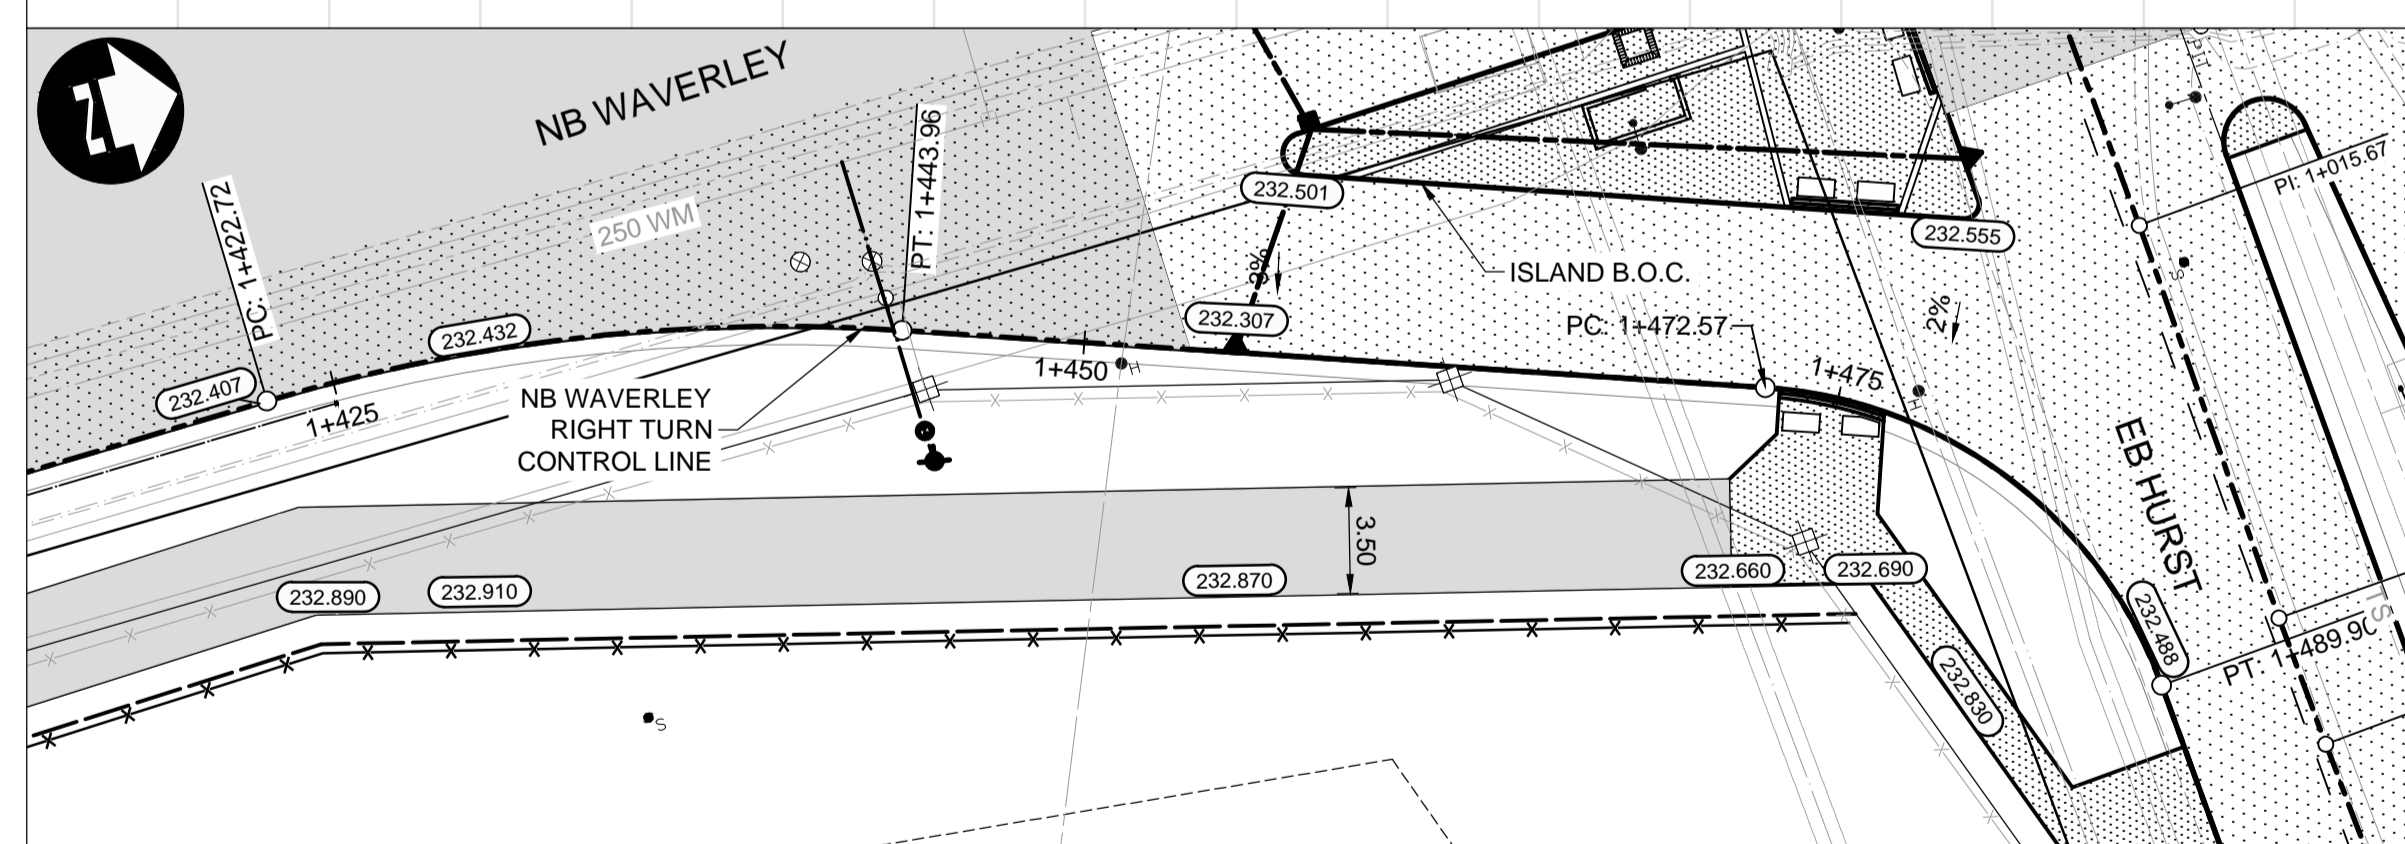 NB WAVERLEY
PC: 1+422.72
250 WM
PT: 1+443.96
232.501
232.555
PI: 1+015.67
3%
ISLAND B.O.C.
232.432
232.307
PC: 1+472.57
2%
232.407
1+425
1+450
H
1+475
H
NB WAVERLEY
RIGHT TURN
CONTROL LINE
EB HURST
S
3.50
232.890
232.910
232.870
232.660
232.690
232.488
TS
PT: 1+489.90
232.830
S